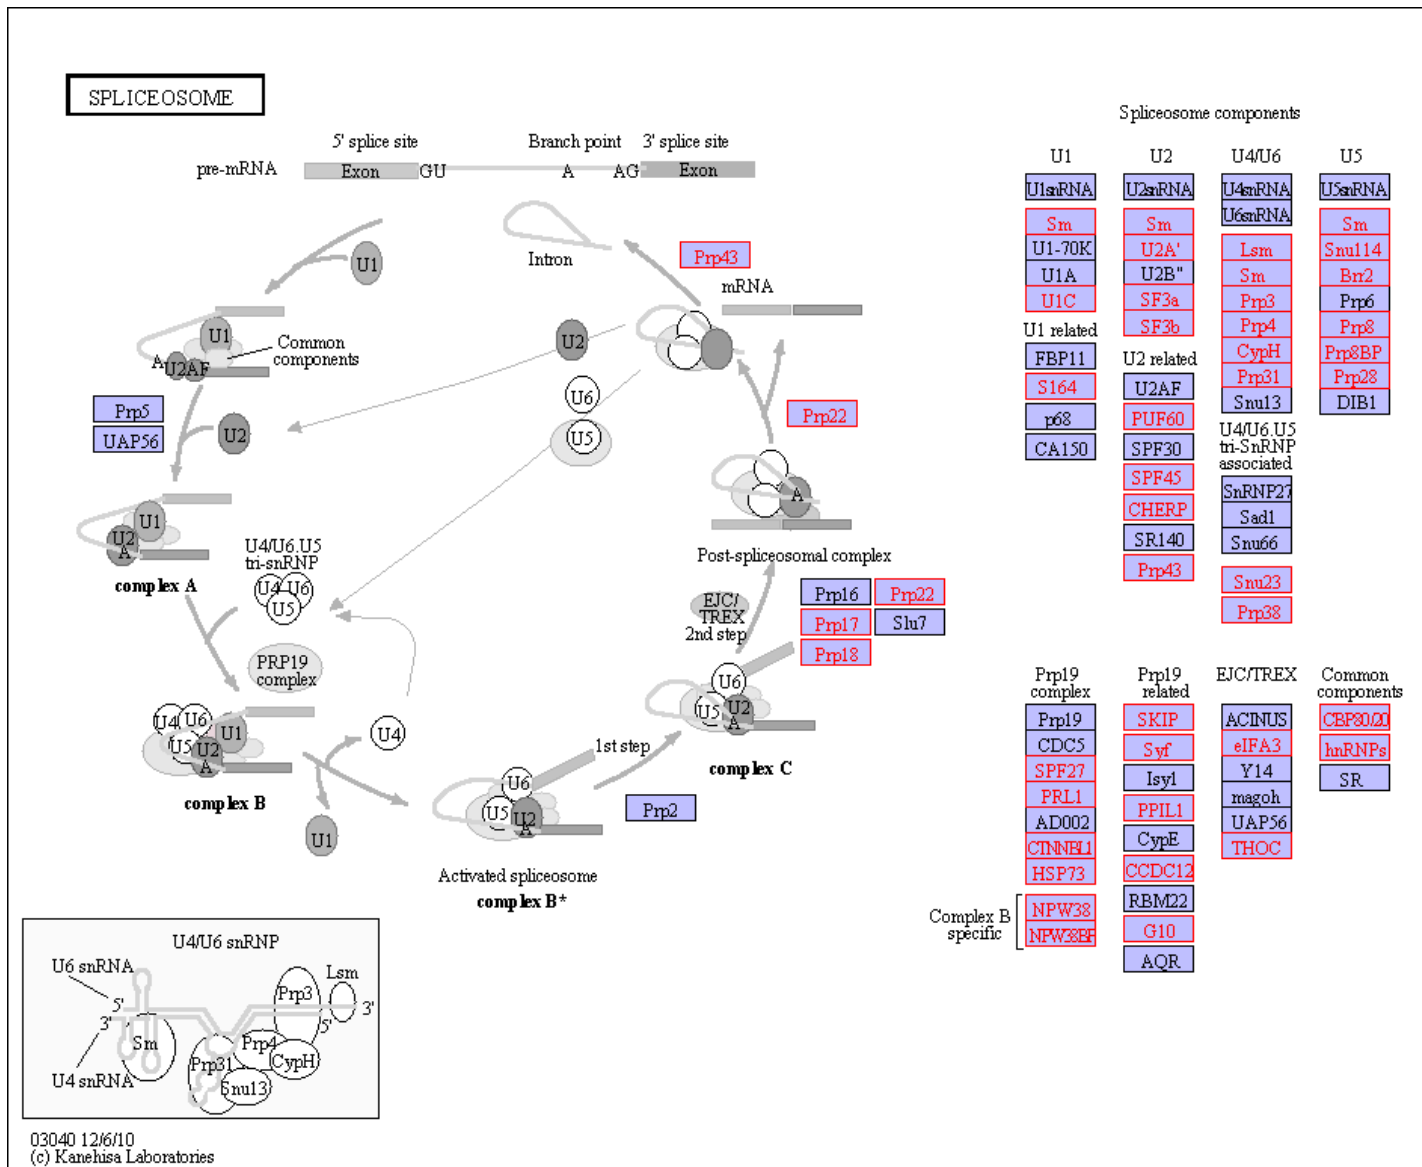 SPLICEOSOME
5' splice site
Branch point
3' splice site
pre-mRNA
Exon
GU
A
AG
Exon
U1
Intron
Prp43
mRNA
U1
Common
components
A
U2AF
U2
U6
U5
Prp5
UAP56
U2
Prp22
U1
U2
A
complex A
U4/U6.U5
tri-snRNP
U4
U6
U5
A
Post-spliceosomal complex
EJC/
TREX
2nd step
Prp16
Prp22
Prp17
Slu7
Prp18
PRP19
complex
U4
U6
U1
U5
U2
A
complex B
U4
U1
U6
U5
U2
A
complex C
1st step
U6
U5
U2
A
Prp2
Activated spliceosome
complex B*
U4/U6 snRNP
U6 snRNA
5'
3'
Sm
U4 snRNA
Prp3
Lsm
3'
5'
Prp4
Prp31
CypH
Snu13
03040 12/6/10
(c) Kanehisa Laboratories
Spliceosome components
U1
U1snRNA
Sm
U1-70K
U1A
U1C
U1 related
FBP11
S164
p68
CA150
U2
U2snRNA
Sm
U2A'
U2B"
SF3a
SF3b
U2 related
U2AF
PUF60
SPF30
SPF45
CHERP
SR140
Prp43
U4/U6
U4snRNA
U6snRNA
Lsm
Sm
Prp3
Prp4
CypH
Prp31
Snu13
U4/U6.U5
tri-SnRNP
associated
SnRNP27
Sad1
Snu66
Snu23
Prp38
U5
U5snRNA
Sm
Snu114
Brr2
Prp6
Prp8
Prp8BP
Prp28
DIB1
Prp19
complex
Prp19
CDC5
SPF27
PRL1
AD002
CTNNBL1
HSP73
Complex B
specific
NPW38
NPW38BP
Prp19
related
SKIP
Syf
Isy1
PPIL1
CypE
CCDC12
RBM22
G10
AQR
EJC/TREX
ACINUS
eIFA3
Y14
magoh
UAP56
THOC
Common
components
CBP80/20
hnRNPs
SR